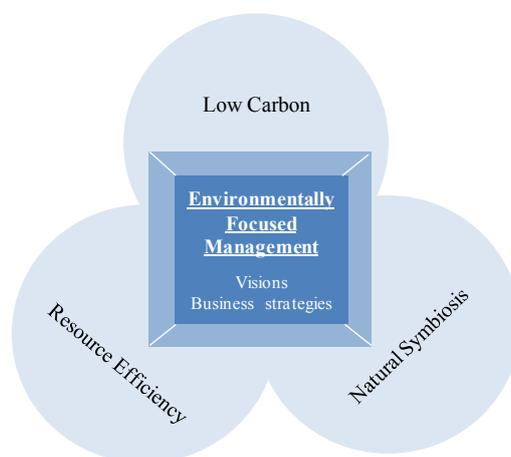 Low Carbon
Environmentally
Focused
Management
Visions
Business strategies
Resource Efficiency
Natural Symbiosis